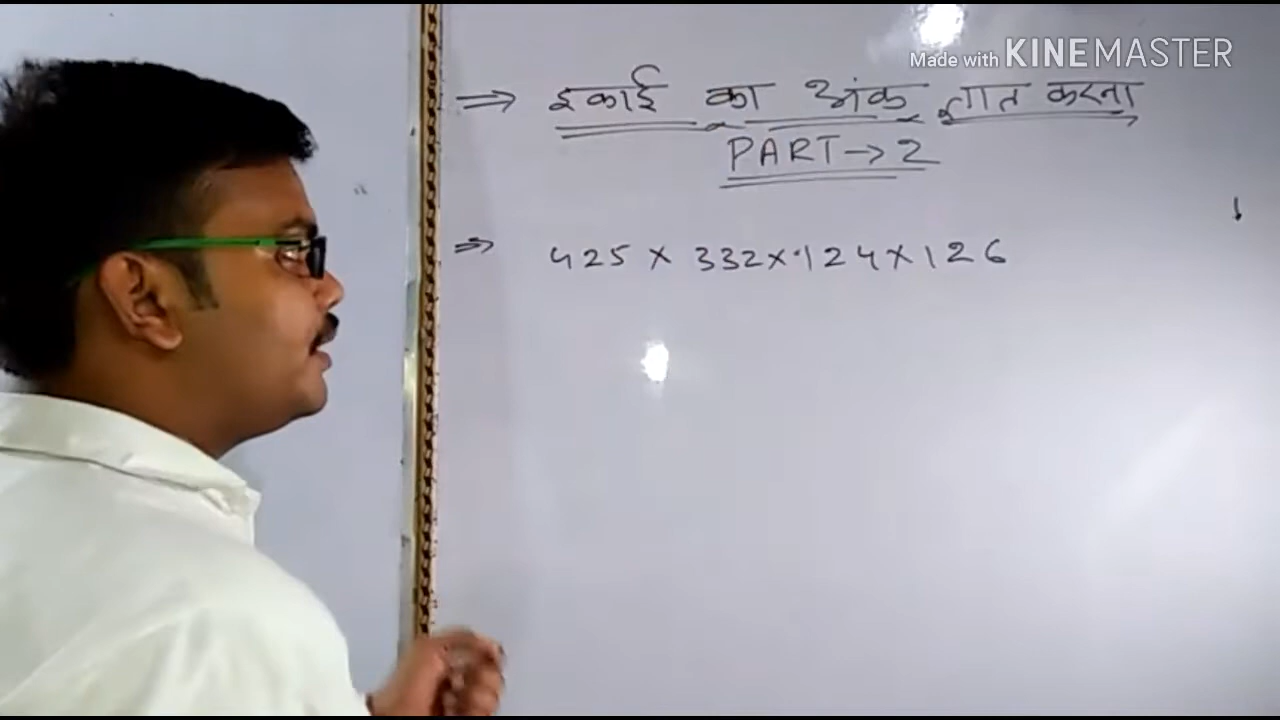 Made with KINEMASTER
⇒ इकाई का अंक ज्ञात करना
PART → 2
⇒ 425 × 332 × 124 × 126